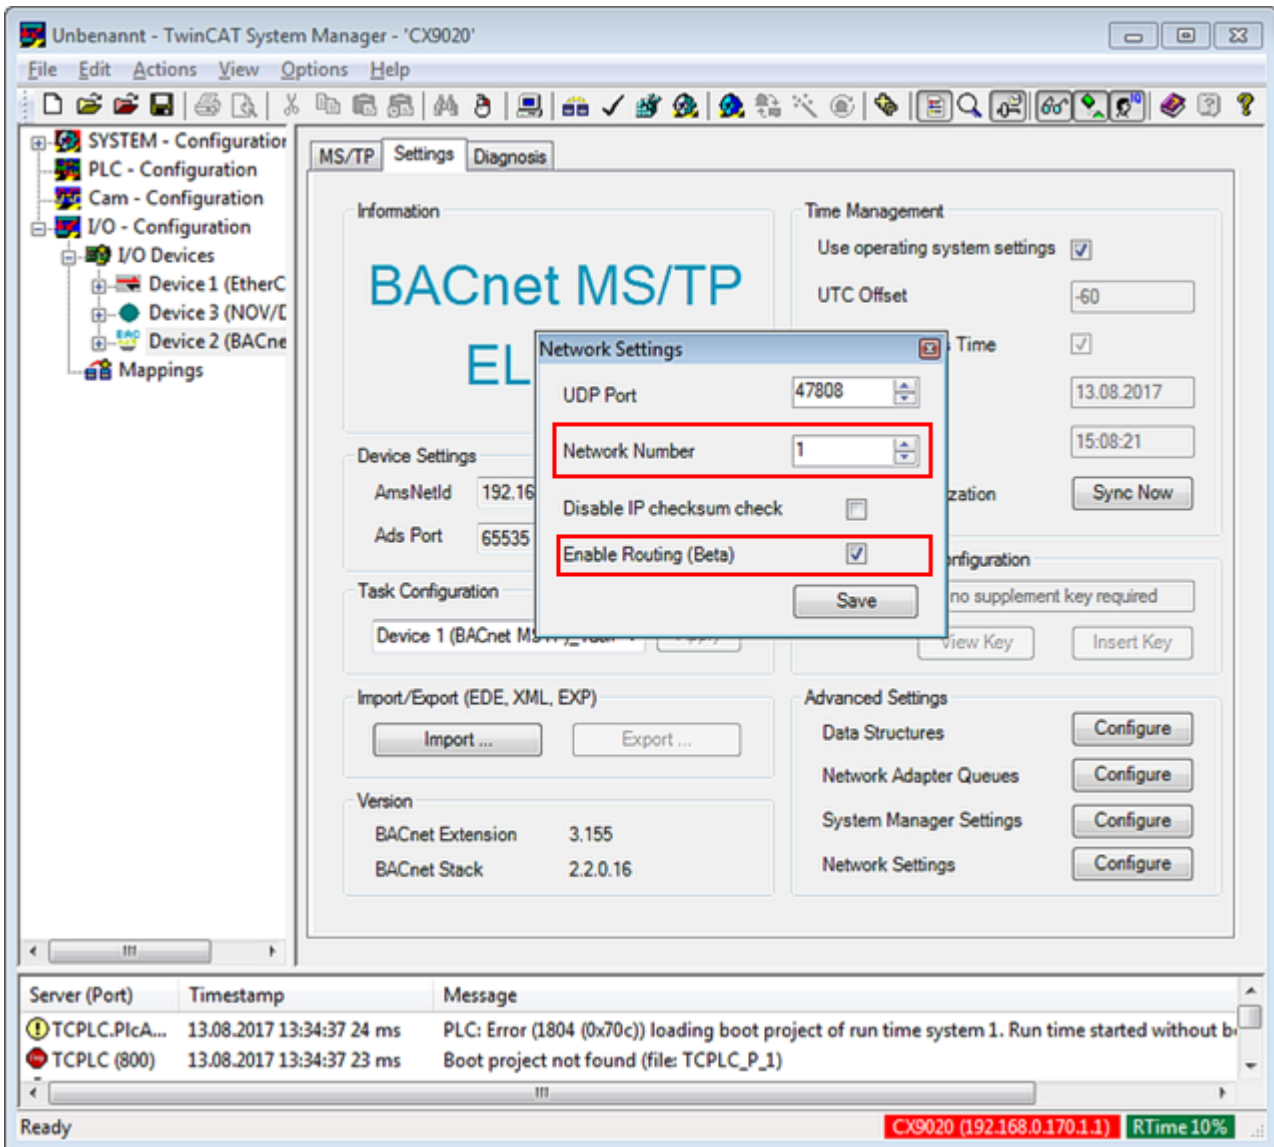 Unbenannt - TwinCAT System Manager - 'CX9020'
File Edit Actions View Options Help
SYSTEM - Configuration
PLC - Configuration
Cam - Configuration
I/O - Configuration
I/O Devices
Device 1 (EtherC
Device 3 (NOV/D
Device 2 (BACne
Mappings
MS/TP Settings Diagnosis
Information
BACnet MS/TP
EL
Device Settings
AmsNetId 192.16
Ads Port 65535
Task Configuration
Device 1 (BACnet
Import/Export (EDE, XML, EXP)
Import ... Export ...
Version
BACnet Extension 3.155
BACnet Stack 2.2.0.16
Network Settings
UDP Port 47808
Network Number 1
Disable IP checksum check
Enable Routing (Beta)
Save
Time Management
Use operating system settings
UTC Offset -60
Time
13.08.2017
15:08:21
zation Sync Now
nfiguration
no supplement key required
View Key Insert Key
Advanced Settings
Data Structures Configure
Network Adapter Queues Configure
System Manager Settings Configure
Network Settings Configure
Server (Port) Timestamp Message
TCPLC.PlcA... 13.08.2017 13:34:37 24 ms PLC: Error (1804 (0x70c)) loading boot project of run time system 1. Run time started without b
TCPLC (800) 13.08.2017 13:34:37 23 ms Boot project not found (file: TCPLC_P_1)
Ready CX9020 (192.168.0.170.1.1) RTime 10%